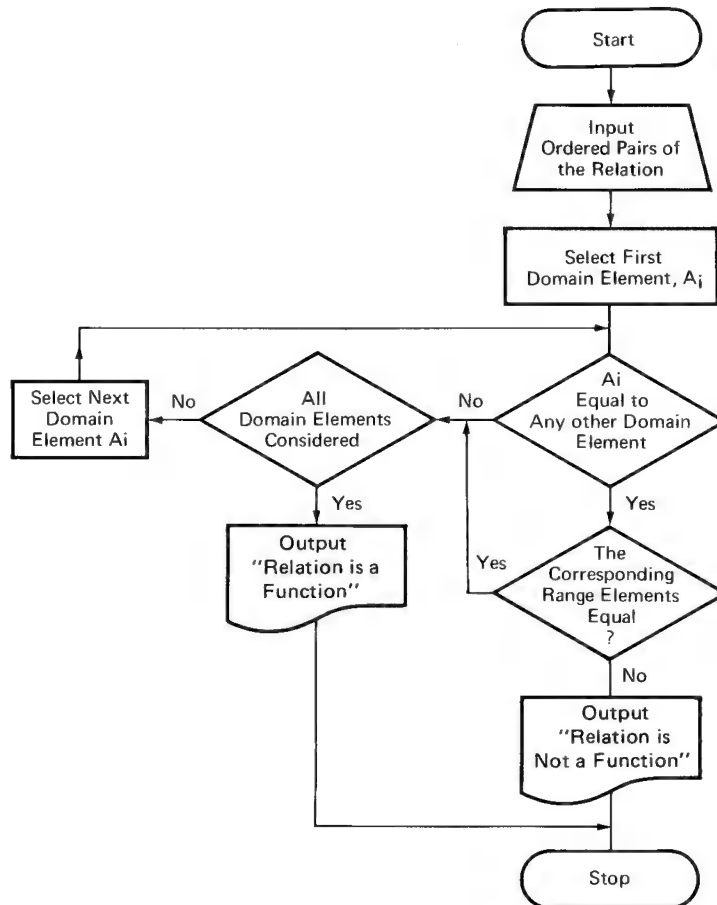 Start
Input
Ordered Pairs of
the Relation
Select First
Domain Element, Ai
Ai
Equal to
Any other Domain
Element
No
Yes
All
Domain Elements
Considered
No
Yes
Select Next
Domain
Element Ai
The
Corresponding
Range Elements
Equal
?
Yes
No
Output
"Relation is a
Function"
Output
"Relation is
Not a Function"
Stop